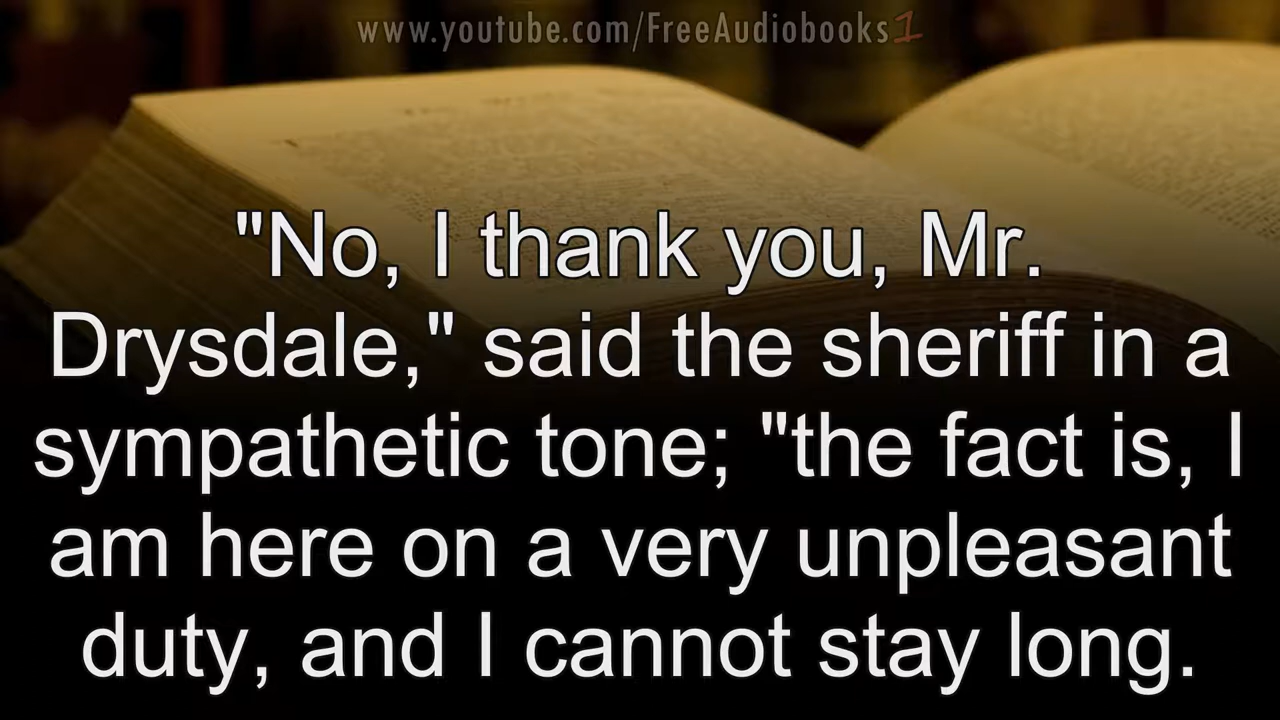 www.youtube.com/FreeAudiobooks1
"No, I thank you, Mr.
Drysdale," said the sheriff in a
sympathetic tone; "the fact is, I
am here on a very unpleasant
duty, and I cannot stay long.